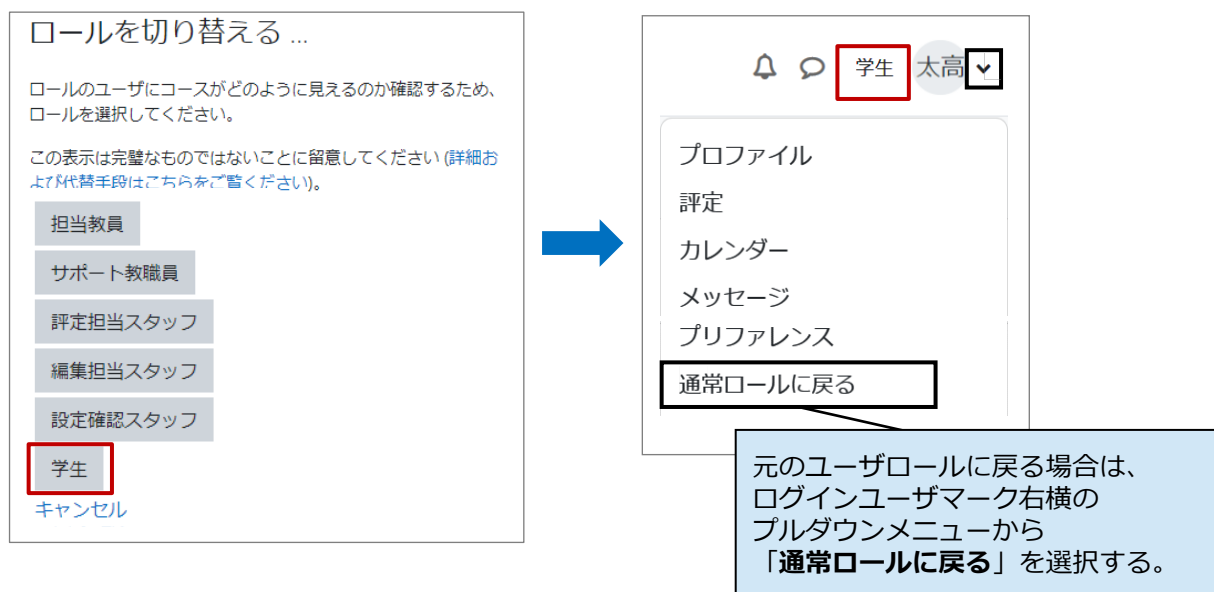 ロールを切り替える ...
ロールのユーザにコースがどのように見えるのか確認するため、
ロールを選択してください。
この表示は完璧なものではないことに留意してください (詳細お
よび代替手段はこちらをご覧ください)。
担当教員
サポート教職員
評定担当スタッフ
編集担当スタッフ
設定確認スタッフ
学生
キャンセル
学生 太高
プロファイル
評定
カレンダー
メッセージ
プリファレンス
通常ロールに戻る
元のユーザロールに戻る場合は、
ログインユーザマーク右横の
プルダウンメニューから
「通常ロールに戻る」を選択する。